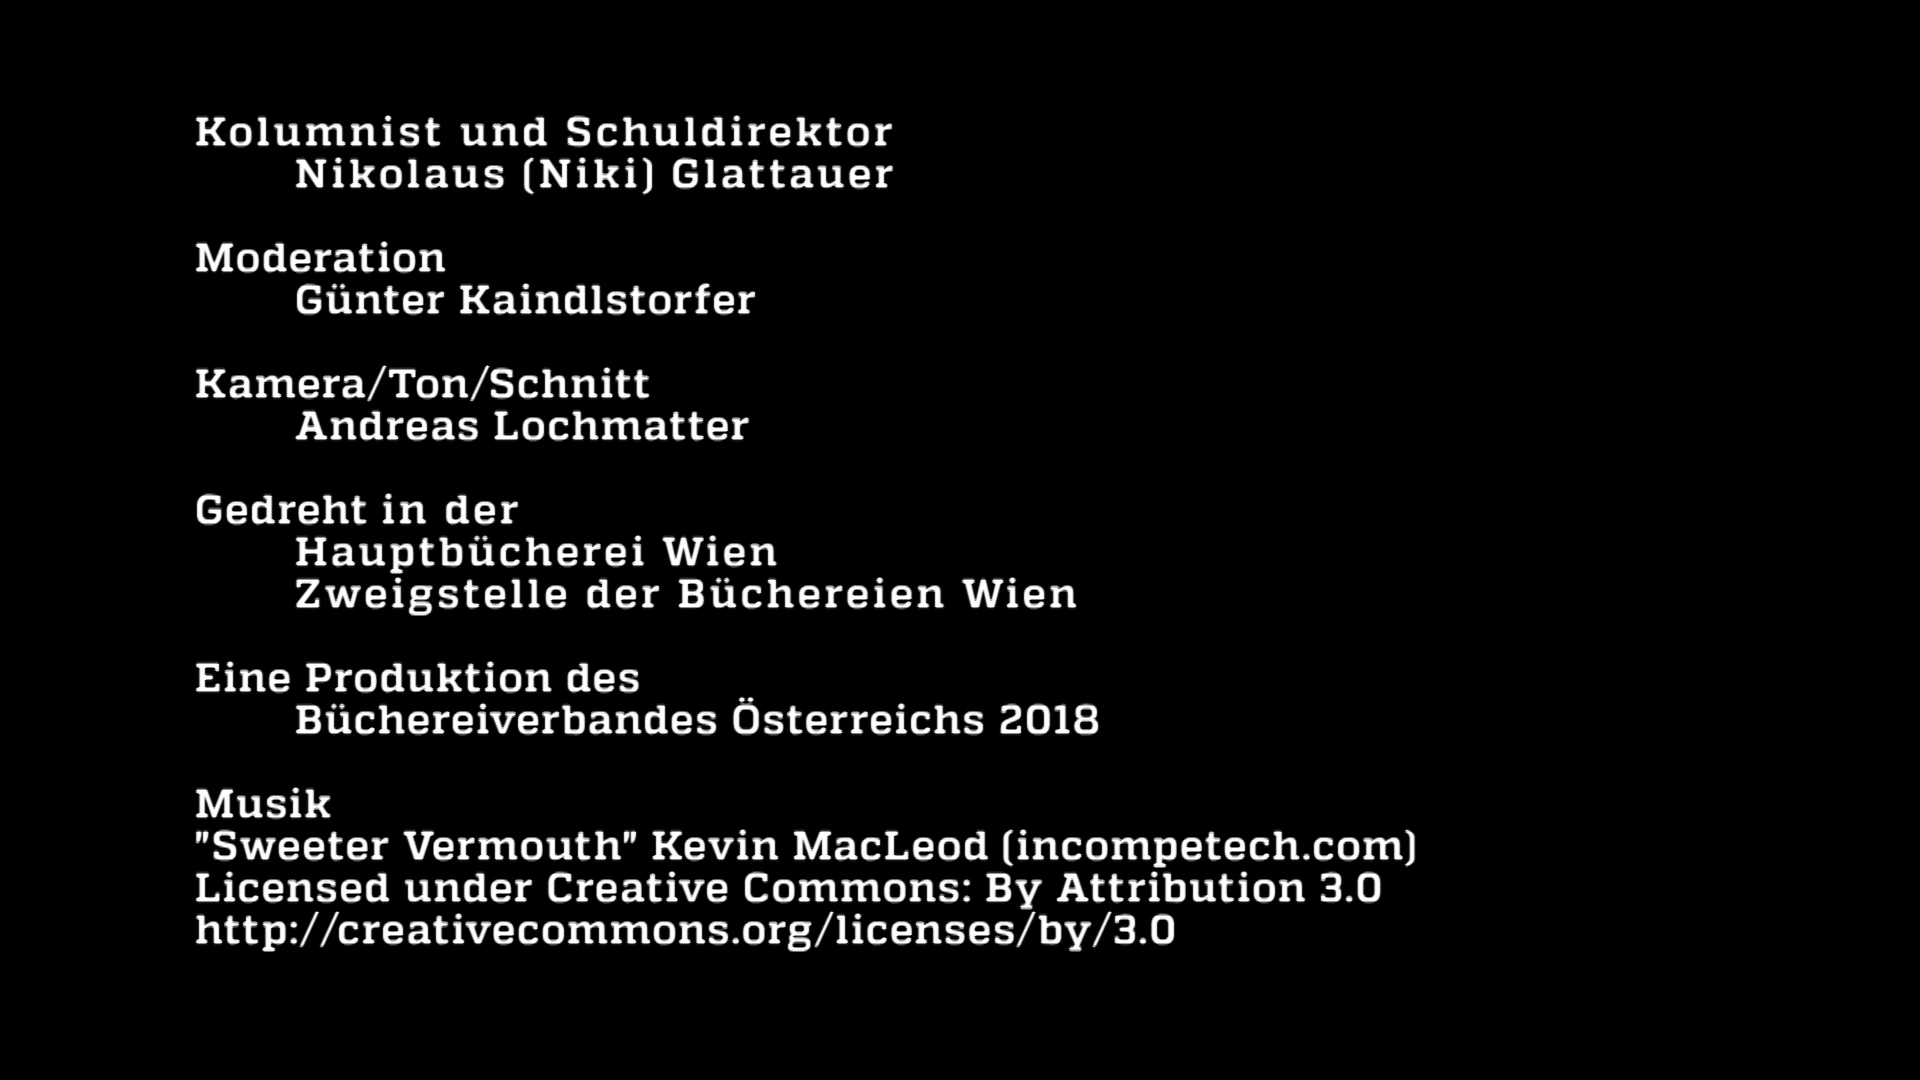 Kolumnist und Schuldirektor
Nikolaus (Niki) Glattauer
Moderation
Günter Kaindlstorfer
Kamera/Ton/Schnitt
Andreas Lochmatter
Gedreht in der
Hauptbücherei Wien
Zweigstelle der Büchereien Wien
Eine Produktion des
Büchereiverbandes Österreichs 2018
Musik
"Sweeter Vermouth" Kevin MacLeod (incompetech.com)
Licensed under Creative Commons: By Attribution 3.0
http://creativecommons.org/licenses/by/3.0